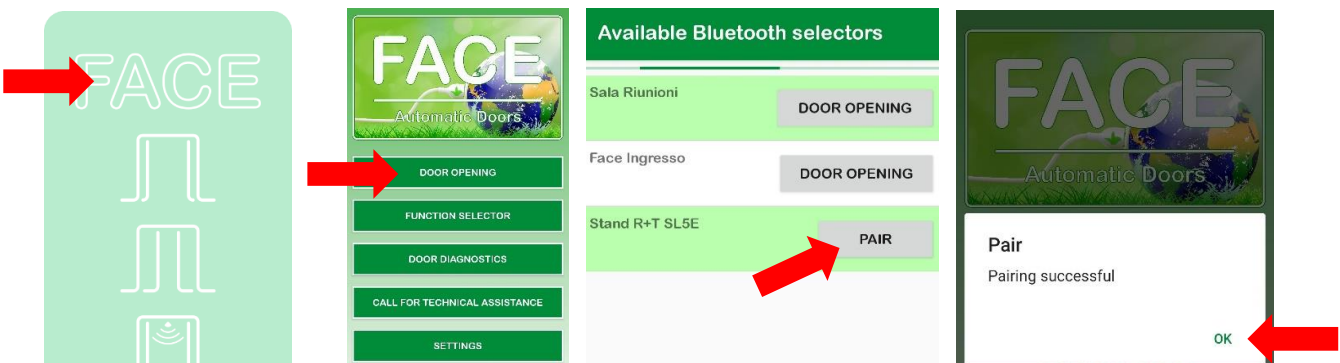 FACE
FACE
Automatic Doors
DOOR OPENING
FUNCTION SELECTOR
DOOR DIAGNOSTICS
CALL FOR TECHNICAL ASSISTANCE
SETTINGS
Available Bluetooth selectors
Sala Riunioni
DOOR OPENING
Face Ingresso
DOOR OPENING
Stand R+T SL5E
PAIR
FACE
Automatic Doors
Pair
Pairing successful
OK